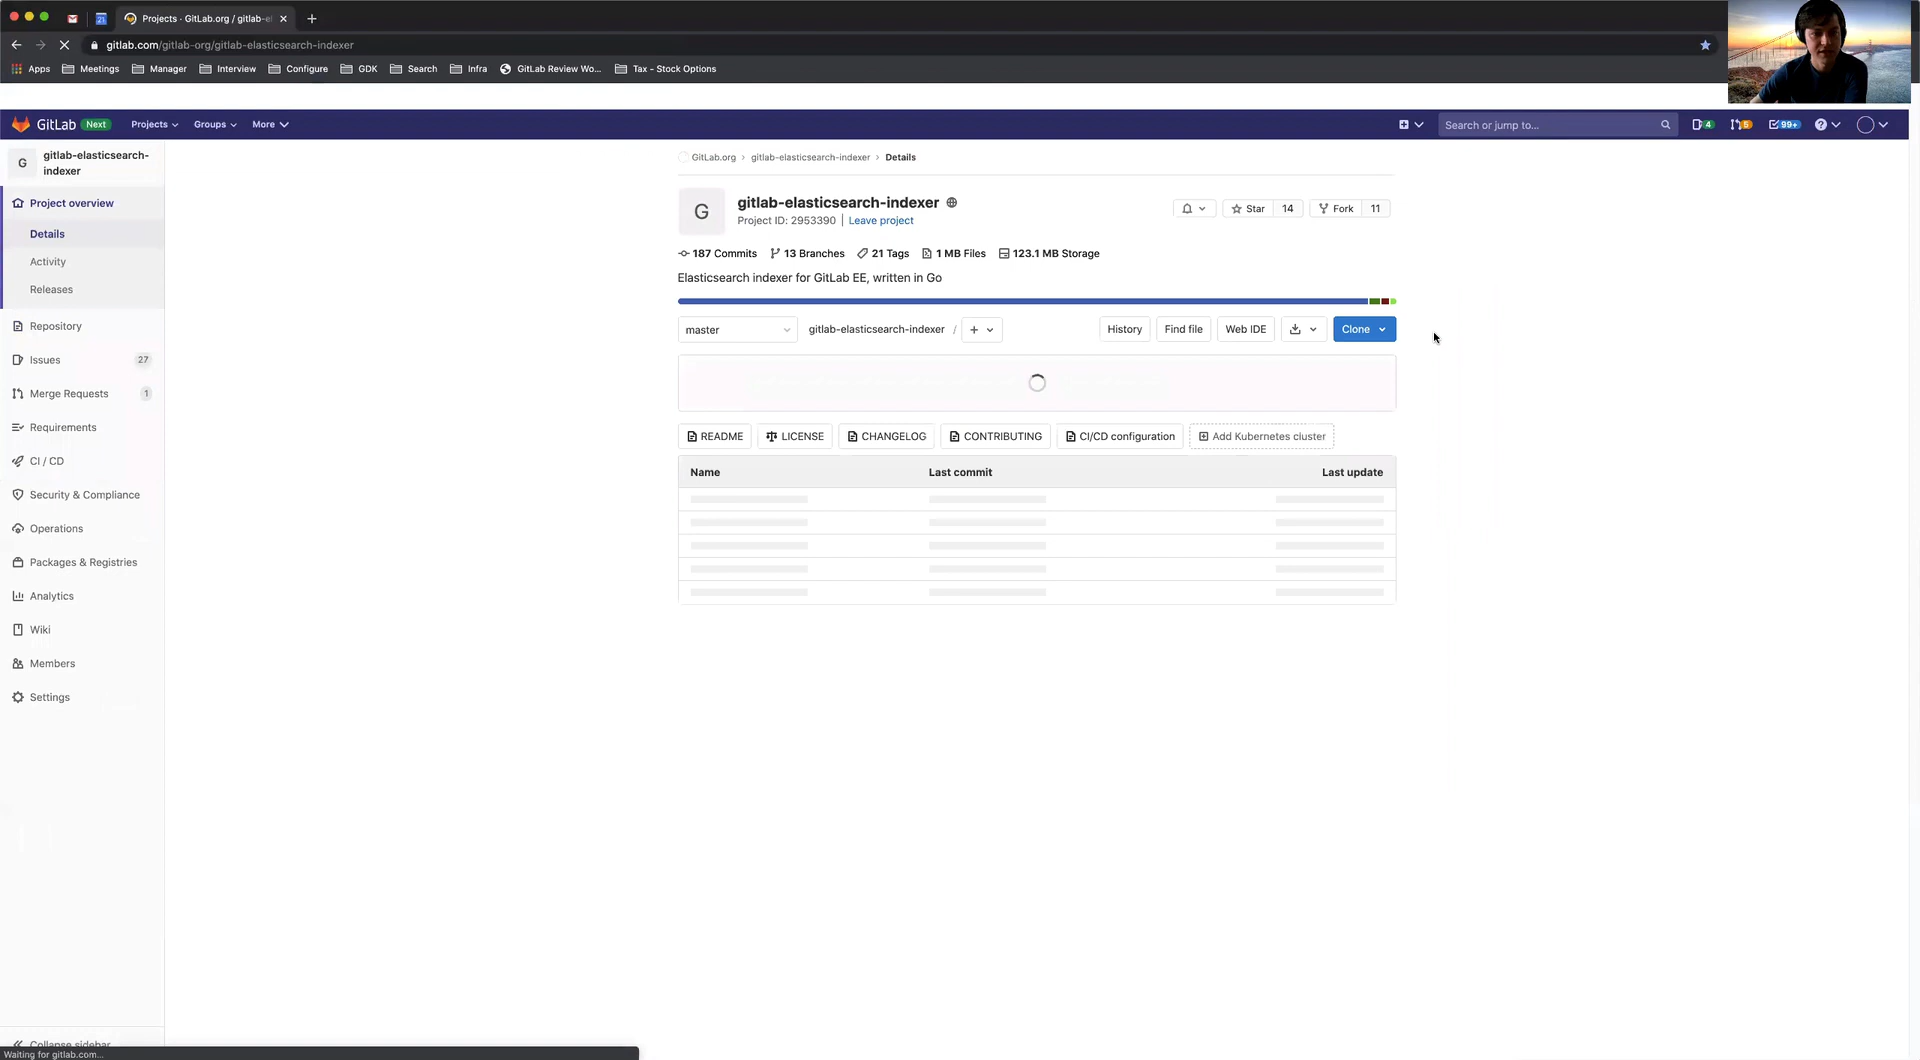 Projects · GitLab.org / gitlab-el
gitlab.com/gitlab-org/gitlab-elasticsearch-indexer
Apps Meetings Manager Interview Configure GDK Search Infra GitLab Review Wo... Tax - Stock Options
GitLab Next Projects Groups More Search or jump to... 4 5 99+
G gitlab-elasticsearch-
indexer
Project overview
Details
Activity
Releases
Repository
Issues 27
Merge Requests 1
Requirements
CI / CD
Security & Compliance
Operations
Packages & Registries
Analytics
Wiki
Members
Settings
Collapse sidebar
Waiting for gitlab.com...
GitLab.org › gitlab-elasticsearch-indexer › Details
G
gitlab-elasticsearch-indexer
Project ID: 2953390 | Leave project
Star 14 Fork 11
187 Commits 13 Branches 21 Tags 1 MB Files 123.1 MB Storage
Elasticsearch indexer for GitLab EE, written in Go
master gitlab-elasticsearch-indexer / + History Find file Web IDE Clone
README LICENSE CHANGELOG CONTRIBUTING CI/CD configuration Add Kubernetes cluster
Name Last commit Last update